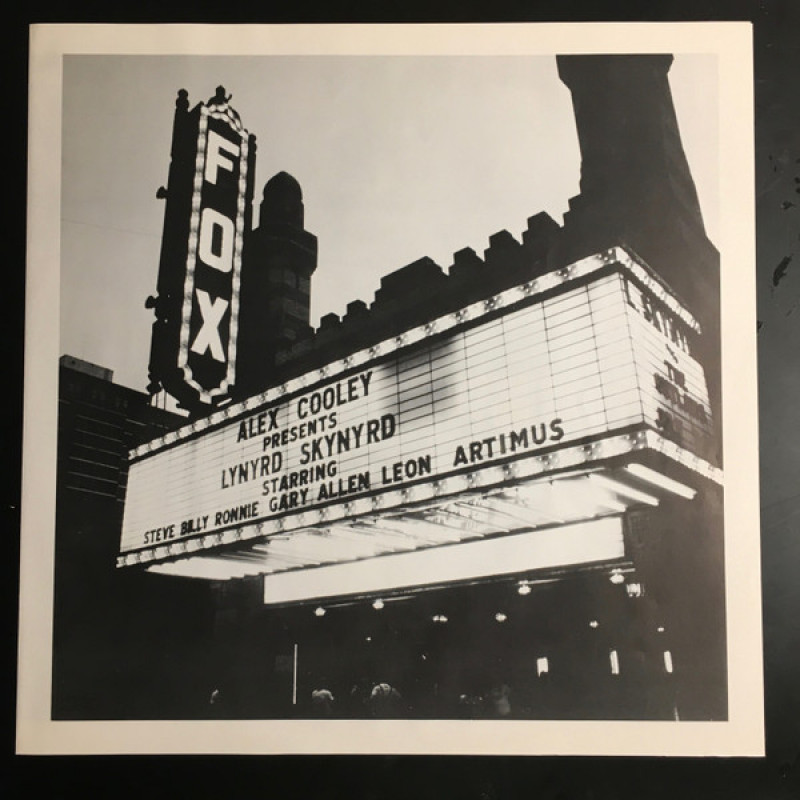 FOX
ALEX COOLEY
PRESENTS
LYNYRD SKYNYRD
STARRING
STEVE BILLY RONNIE GARY ALLEN LEON ARTIMUS